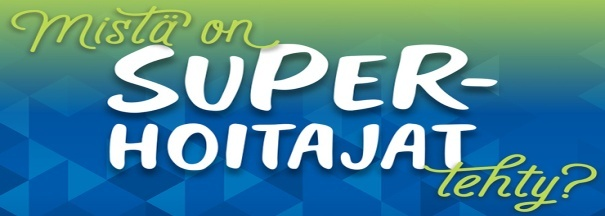 Mistä on
SUPER-
HOITAJAT
tehty?